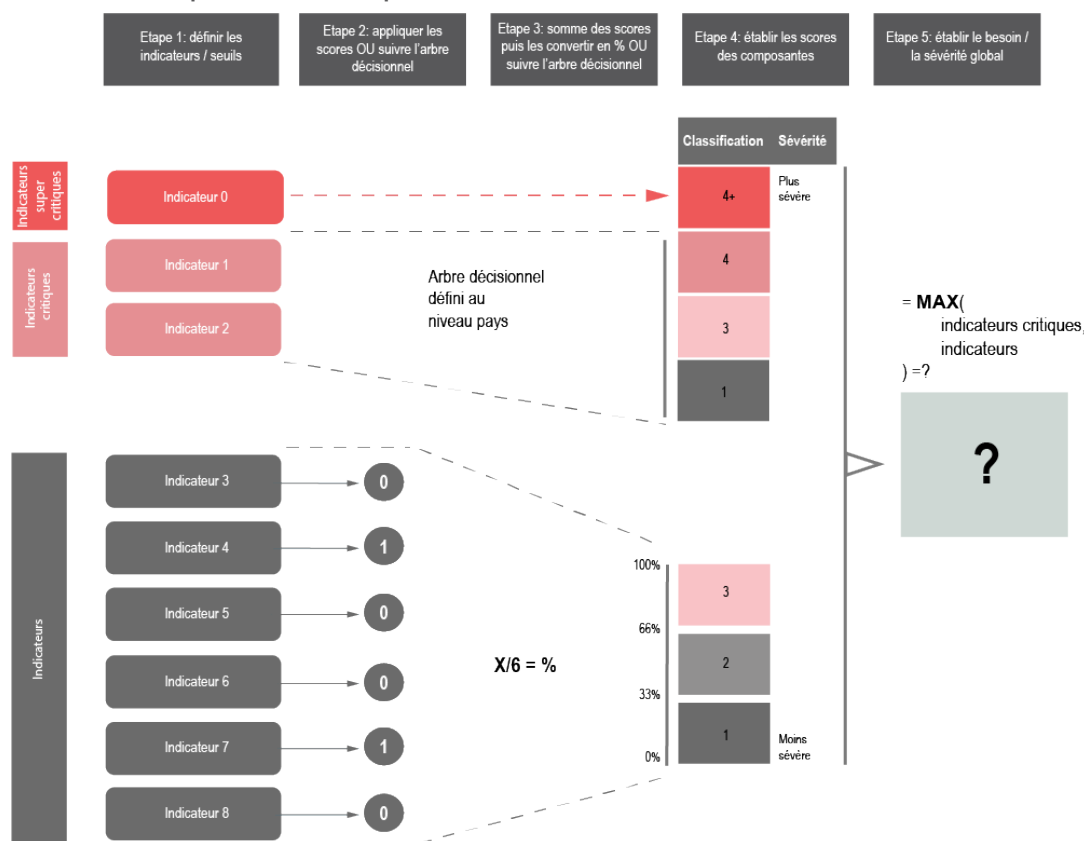 Etape 1: définir les
indicateurs / seuils
Etape 2: appliquer les
scores OU suivre l'arbre
décisionnel
Etape 3: somme des scores
puis les convertir en % OU
suivre l'arbre décisionnel
Etape 4: établir les scores
des composantes
Etape 5: établir le besoin /
la sévérité global
Classification Sévérité
Indicateurs
super
critiques
Indicateur 0
4+
Plus
sévère
Indicateurs
critiques
Indicateur 1
Indicateur 2
Arbre décisionnel
défini au
niveau pays
4
3
1
= MAX(
indicateurs critiques,
indicateurs
) =?
?
Indicateurs
Indicateur 3
0
Indicateur 4
1
Indicateur 5
0
Indicateur 6
0
Indicateur 7
1
Indicateur 8
0
X/6 = %
100%
66%
33%
0%
3
2
1
Moins
sévère